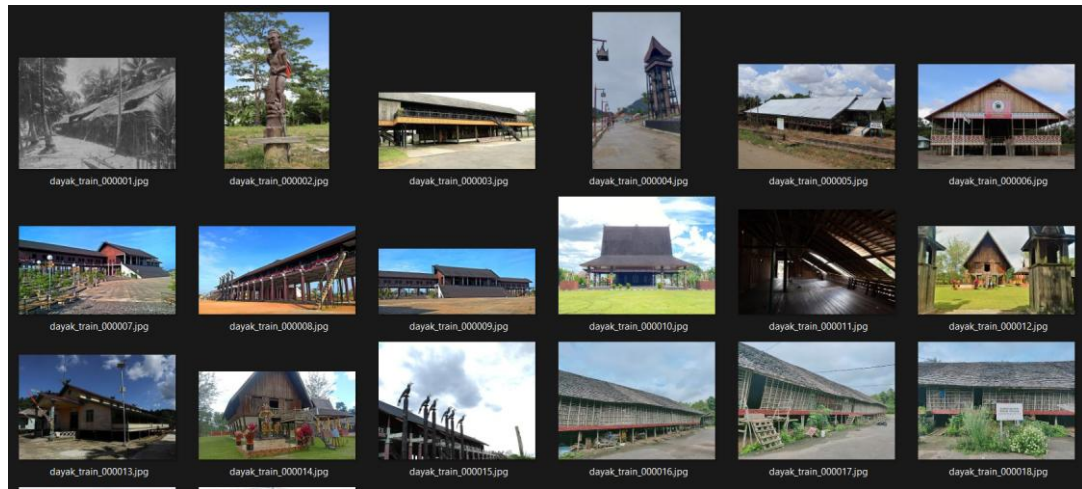 dayak_train_000001.jpg
dayak_train_000002.jpg
dayak_train_000003.jpg
dayak_train_000004.jpg
dayak_train_000005.jpg
dayak_train_000006.jpg
dayak_train_000007.jpg
dayak_train_000008.jpg
dayak_train_000009.jpg
dayak_train_000010.jpg
dayak_train_000011.jpg
dayak_train_000012.jpg
dayak_train_000013.jpg
dayak_train_000014.jpg
dayak_train_000015.jpg
dayak_train_000016.jpg
dayak_train_000017.jpg
dayak_train_000018.jpg